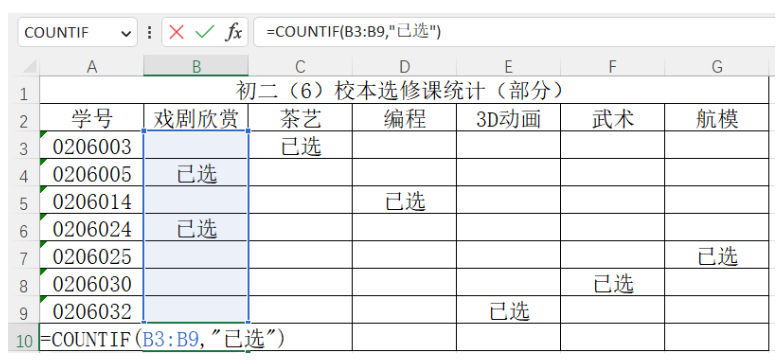 COUNTIF fx =COUNTIF(B3:B9,"已选")
A B C D E F G
1 初二（6）校本选修课统计（部分）
2 学号 戏剧欣赏 茶艺 编程 3D动画 武术 航模
3 0206003 已选
4 0206005 已选
5 0206014 已选
6 0206024 已选
7 0206025 已选
8 0206030 已选
9 0206032 已选
10 =COUNTIF(B3:B9,"已选")